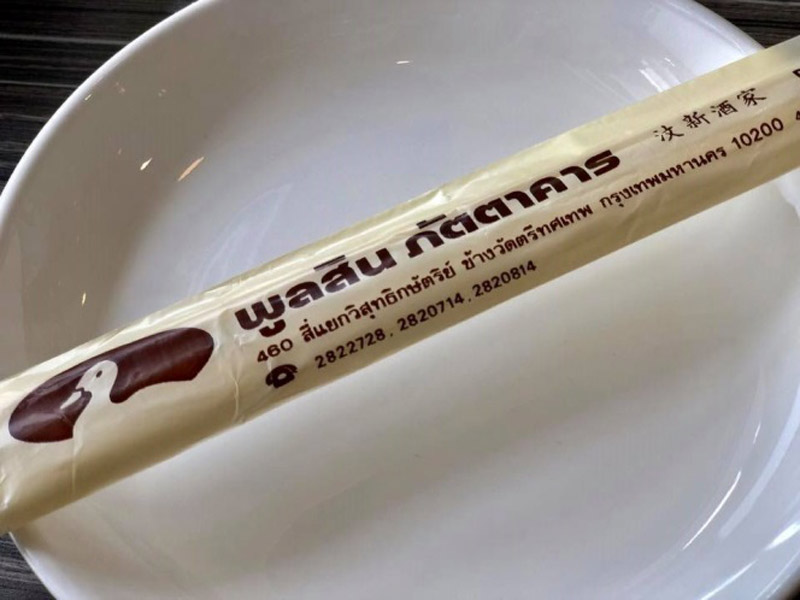 พูลสิน ภัตตาคาร 汶新酒家
460 สี่แยกวิสุทธิกษัตริย์ ข้างวัดตรีทศเทพ กรุงเทพมหานคร 10200
☎ 2822728, 2820714, 2820814